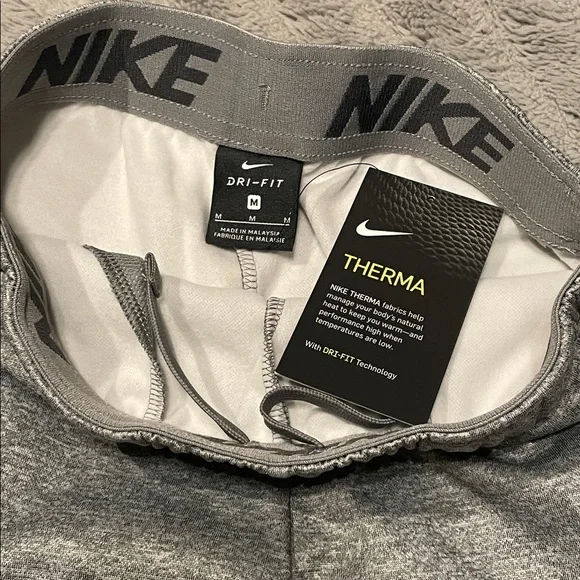 NIKE
NIKE
DRI-FIT
M
M M M
MADE IN MALAYSIA
FABRIQUE EN MALAISIE
THERMA
NIKE THERMA fabrics help
manage your body's natural
heat to keep you warm—and
performance high when
temperatures are low.
With DRI-FIT Technology